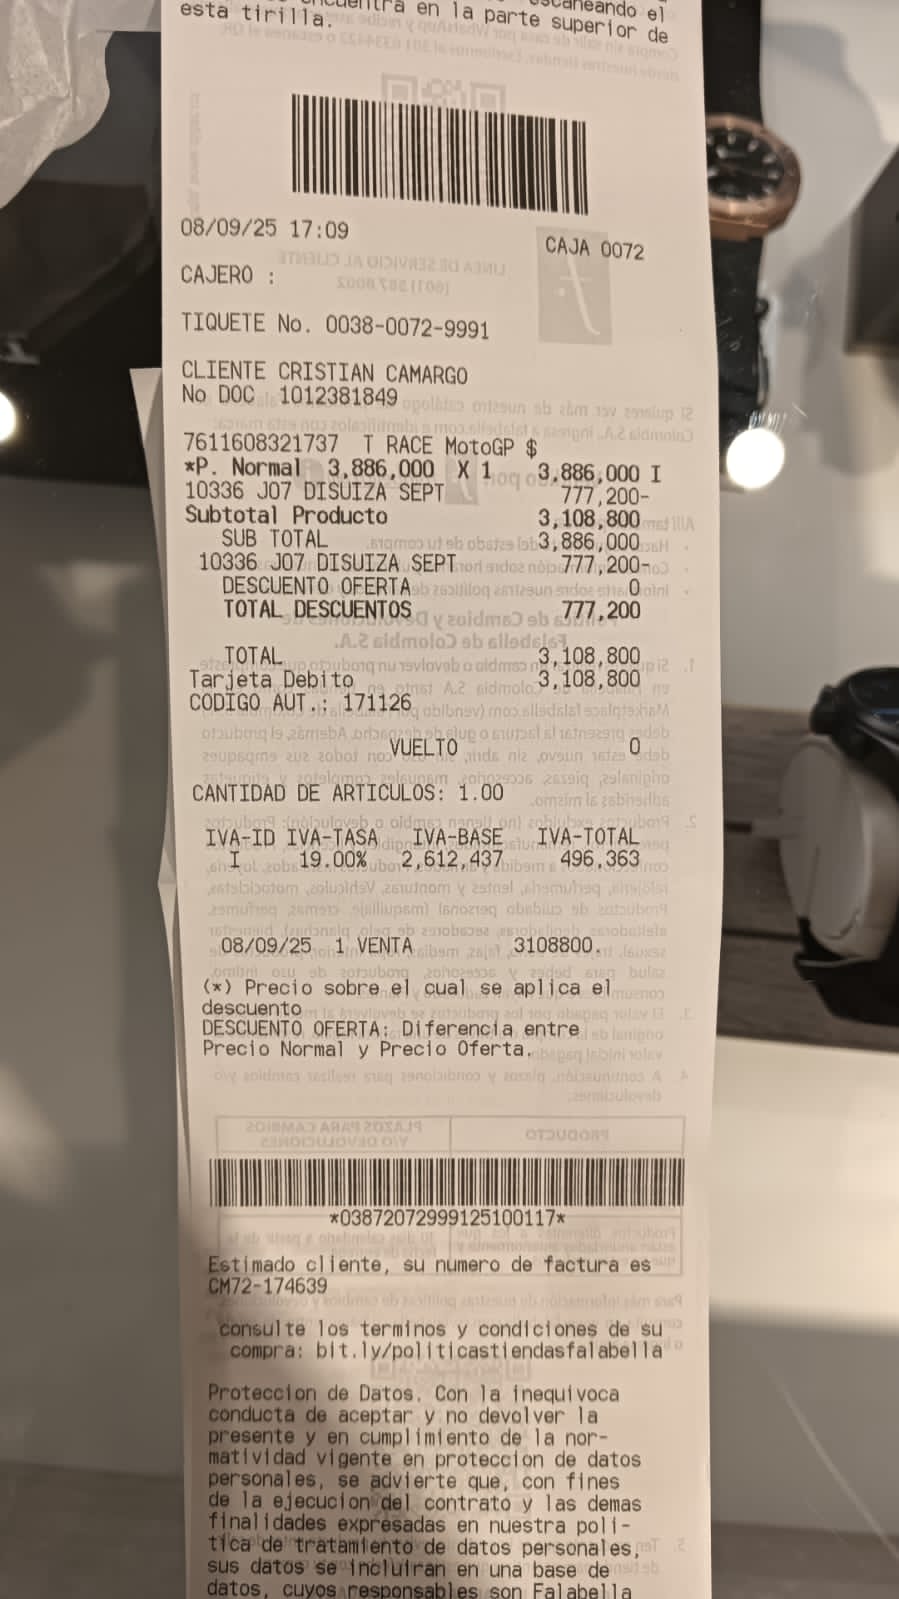 encuentra en la parte superior de
esta tirilla.
08/09/25 17:09
CAJA 0072
CAJERO :
TIQUETE No. 0038-0072-9991
CLIENTE CRISTIAN CAMARGO
No DOC 1012381849
7611608321737 T RACE MotoGP $
*P. Normal 3,886,000 X 1 3,886,000 I
10336 J07 DISUIZA SEPT 777,200-
Subtotal Producto 3,108,800
SUB TOTAL 3,886,000
10336 J07 DISUIZA SEPT 777,200-
DESCUENTO OFERTA 0
TOTAL DESCUENTOS 777,200
TOTAL 3,108,800
Tarjeta Debito 3,108,800
CODIGO AUT.: 171126
VUELTO 0
CANTIDAD DE ARTICULOS: 1.00
IVA-ID IVA-TASA IVA-BASE IVA-TOTAL
I 19.00% 2,612,437 496.363
08/09/25 1 VENTA 3108800.
(*) Precio sobre el cual se aplica el
descuento
DESCUENTO OFERTA: Diferencia entre
Precio Normal y Precio Oferta.
*03872072999125100117*
Estimado cliente, su numero de factura es
CM72-174639
consulte los terminos y condiciones de su
compra: bit.ly/politicastiendasfalabella
Proteccion de Datos. Con la inequivoca
conducta de aceptar y no devolver la
presente y en cumplimiento de la nor-
matividad vigente en proteccion de datos
personales, se advierte que, con fines
de la ejecucion del contrato y las demas
finalidades expresadas en nuestra poli-
tica de tratamiento de datos personales,
sus datos se incluiran en una base de
datos, cuyos responsables son Falabella